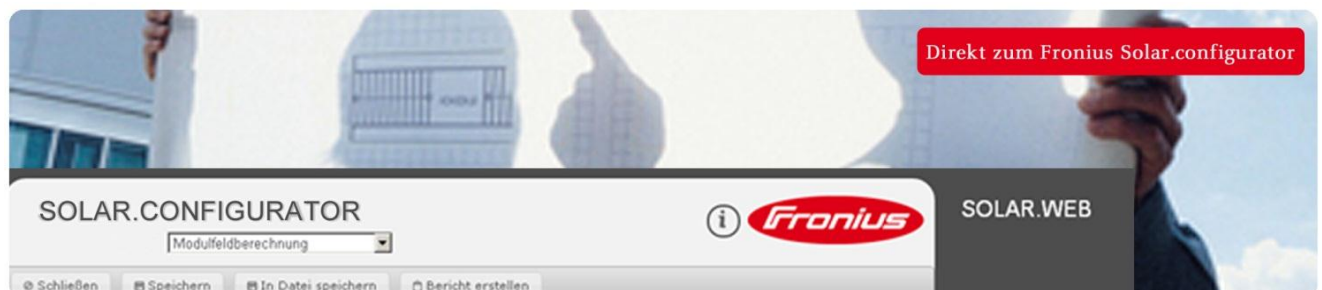 Direkt zum Fronius Solar.configurator
SOLAR.CONFIGURATOR
i
Fronius
SOLAR.WEB
Modulfeldberechnung
Schließen
Speichern
In Datei speichern
Bericht erstellen